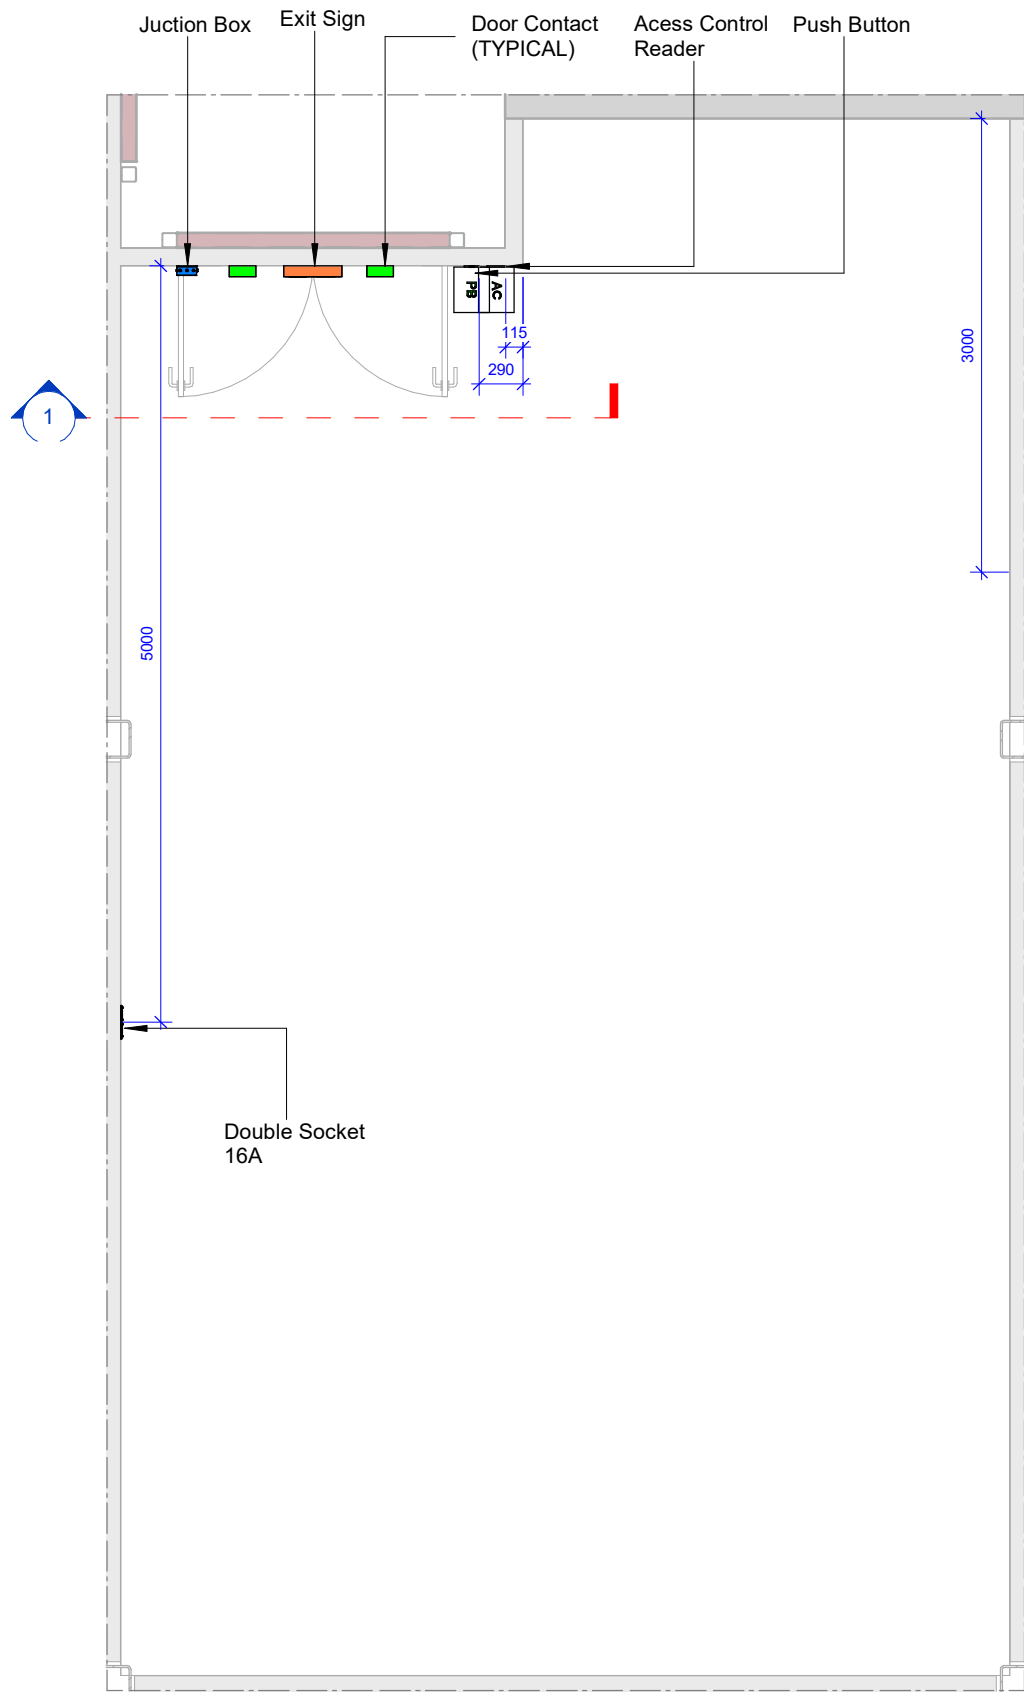 Juction Box
Exit Sign
Door Contact
(TYPICAL)
Acess Control
Reader
Push Button
PB
AC
115
290
3000
1
5000
Double Socket
16A